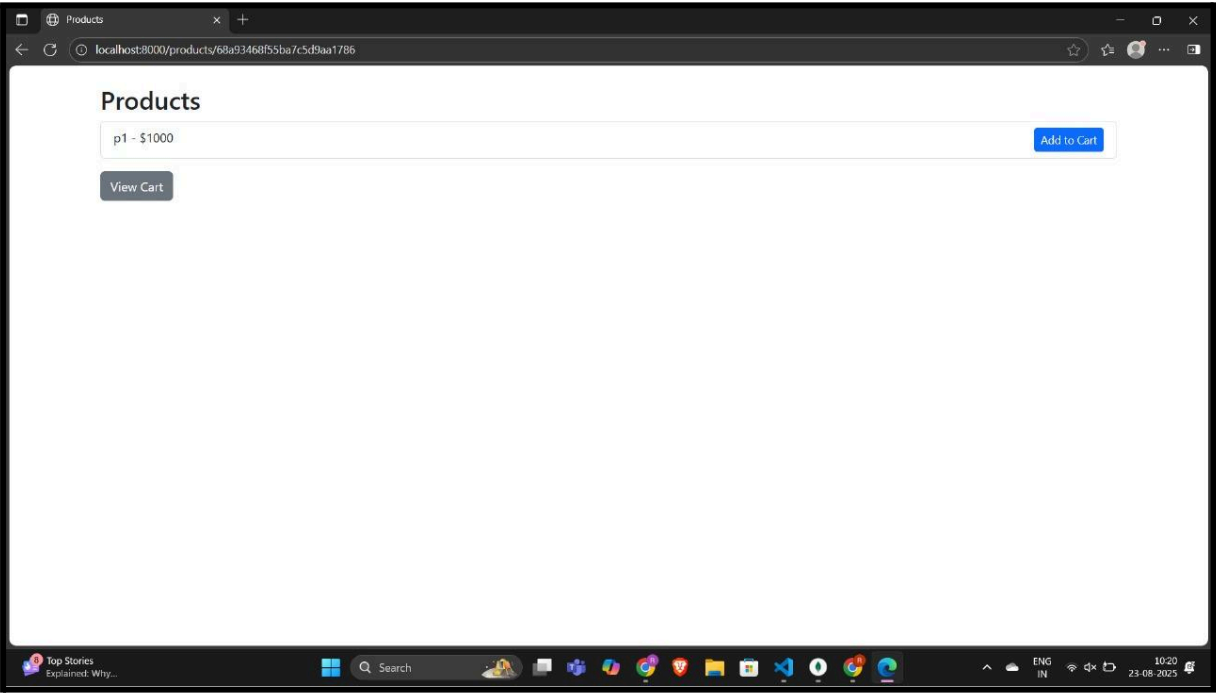 Products
localhost:8000/products/68a93468f55ba7c5d9aa1786
Products
p1 - $1000
Add to Cart
View Cart
8
Top Stories
Explained: Why...
Search
ENG
IN
10:20
23-08-2025